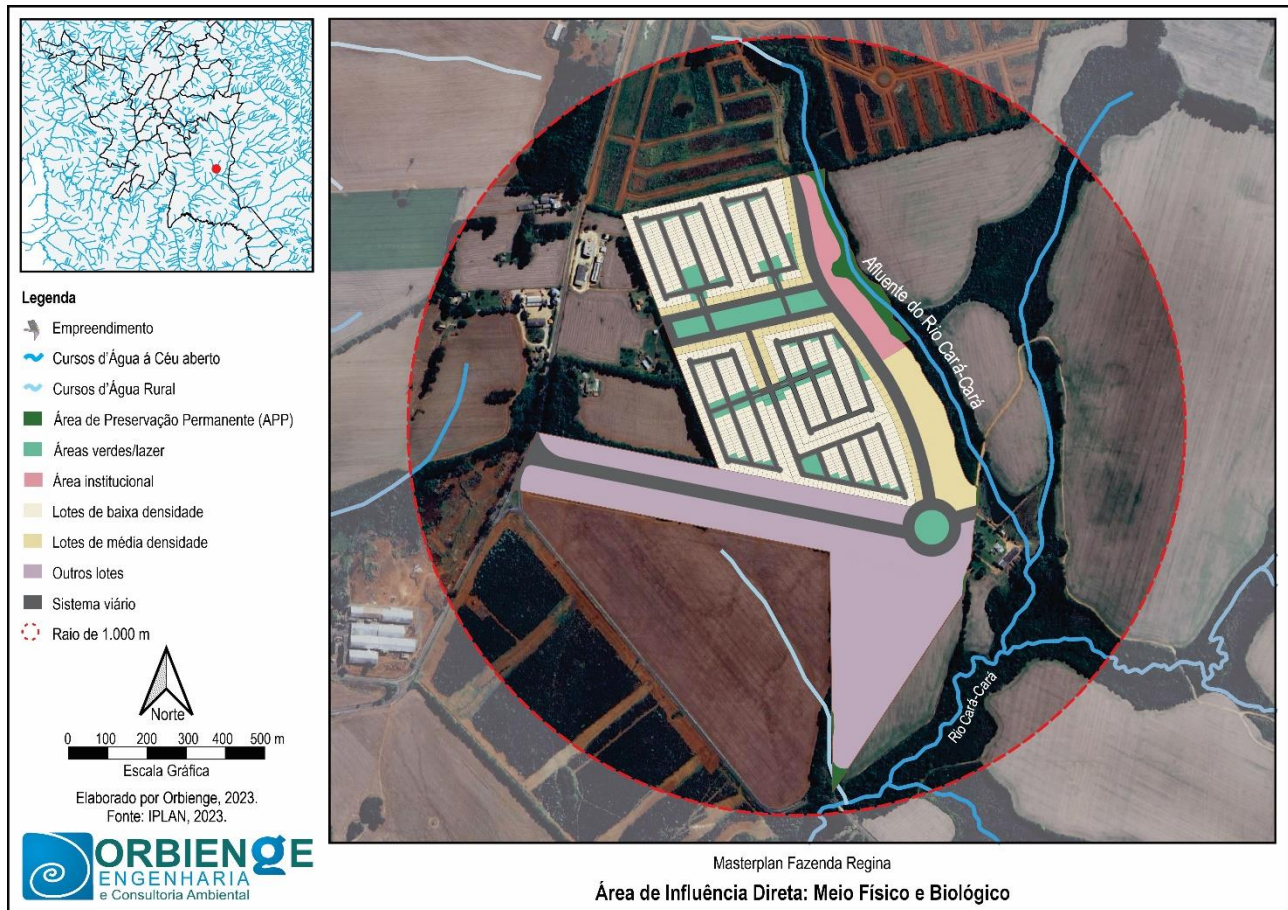 Legenda
Empreendimento
Cursos d'Água á Céu aberto
Cursos d'Água Rural
Área de Preservação Permanente (APP)
Áreas verdes/lazer
Área institucional
Lotes de baixa densidade
Lotes de média densidade
Outros lotes
Sistema viário
Raio de 1.000 m
Norte
0 100 200 300 400 500 m
Escala Gráfica
Elaborado por Orbienge, 2023.
Fonte: IPLAN, 2023.
ORBIENGE
ENGENHARIA
e Consultoria Ambiental
Afluente do Rio Cará-Cará
Rio Cará-Cará
Masterplan Fazenda Regina
Área de Influência Direta: Meio Físico e Biológico